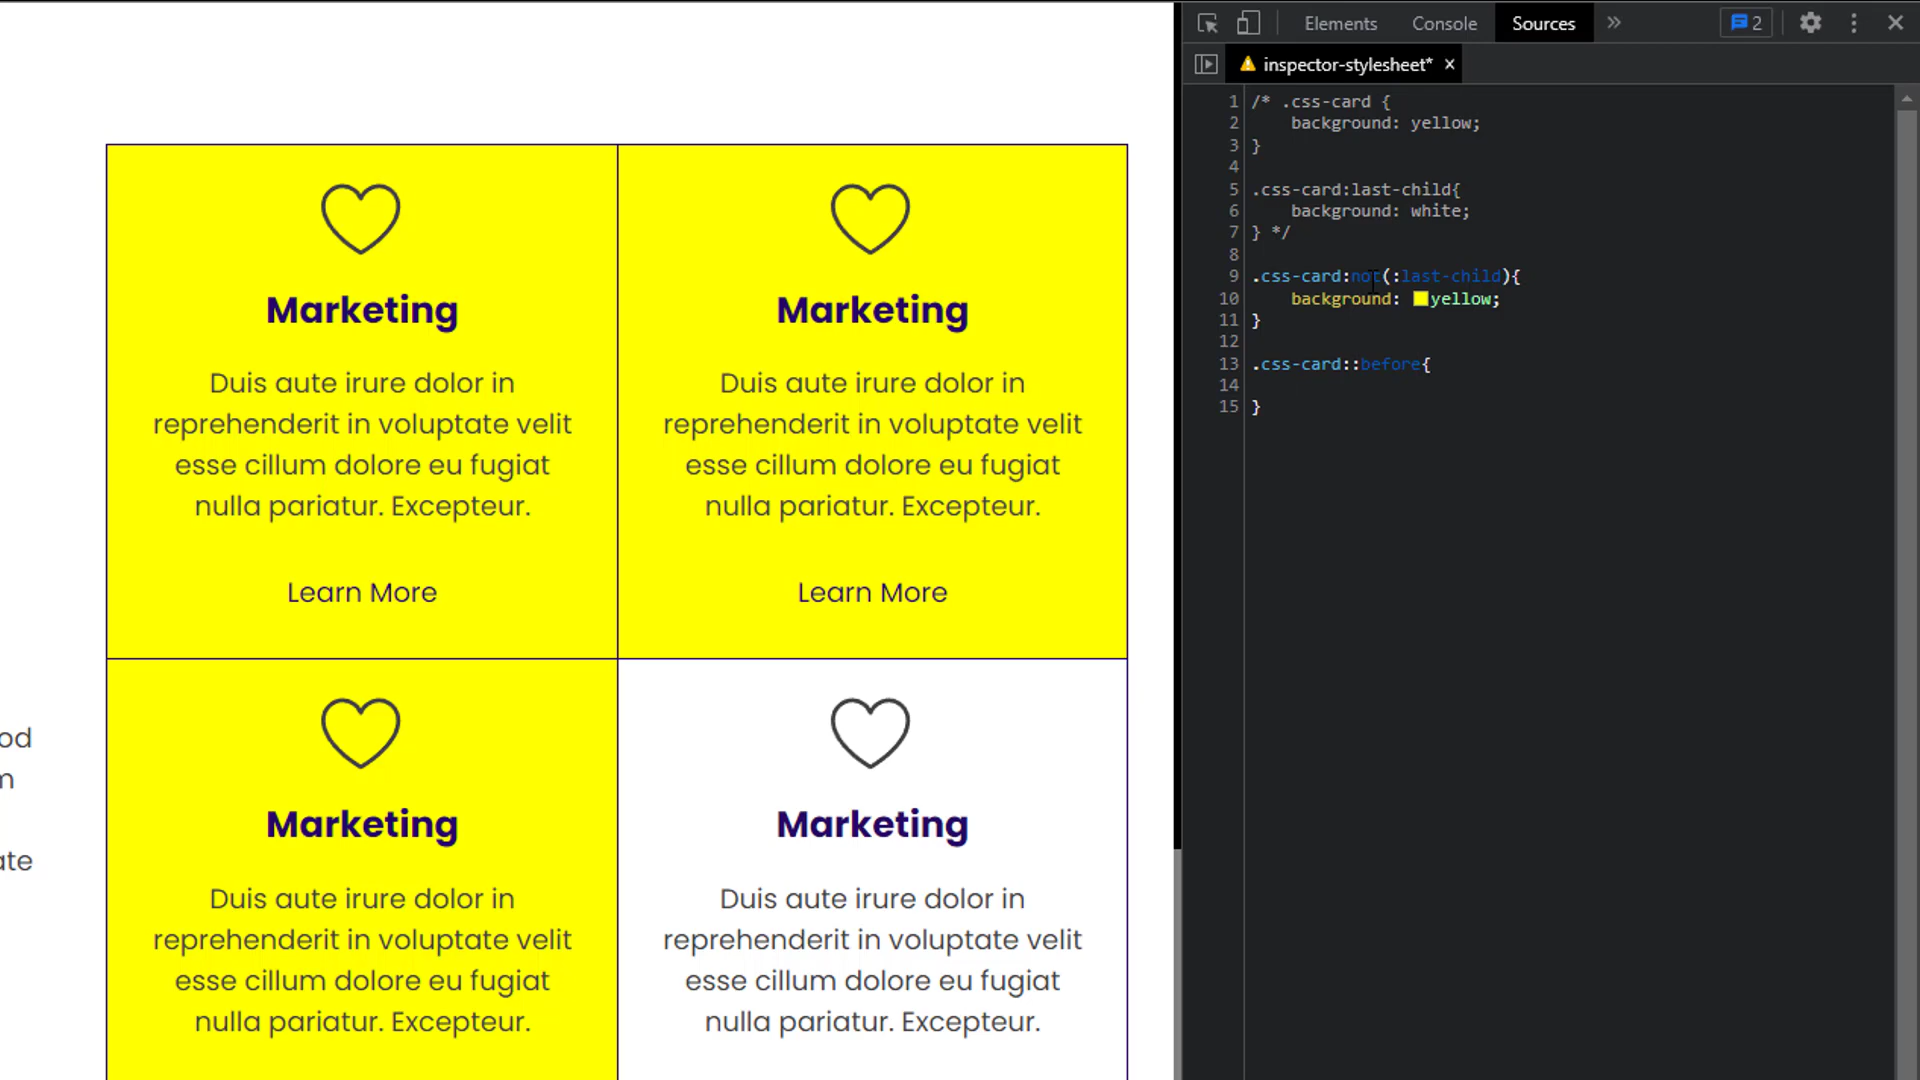 Elements Console Sources » 2
inspector-stylesheet* ×
1 /* .css-card {
2 background: yellow;
3 }
4
5 .css-card:last-child{
6 background: white;
7 } */
8
9 .css-card:not(:last-child){
10 background: yellow;
11 }
12
13 .css-card::before{
14
15 }
Marketing
Duis aute irure dolor in
reprehenderit in voluptate velit
esse cillum dolore eu fugiat
nulla pariatur. Excepteur.
Learn More
Marketing
Duis aute irure dolor in
reprehenderit in voluptate velit
esse cillum dolore eu fugiat
nulla pariatur. Excepteur.
Learn More
od
m
ate
Marketing
Duis aute irure dolor in
reprehenderit in voluptate velit
esse cillum dolore eu fugiat
nulla pariatur. Excepteur.
Marketing
Duis aute irure dolor in
reprehenderit in voluptate velit
esse cillum dolore eu fugiat
nulla pariatur. Excepteur.